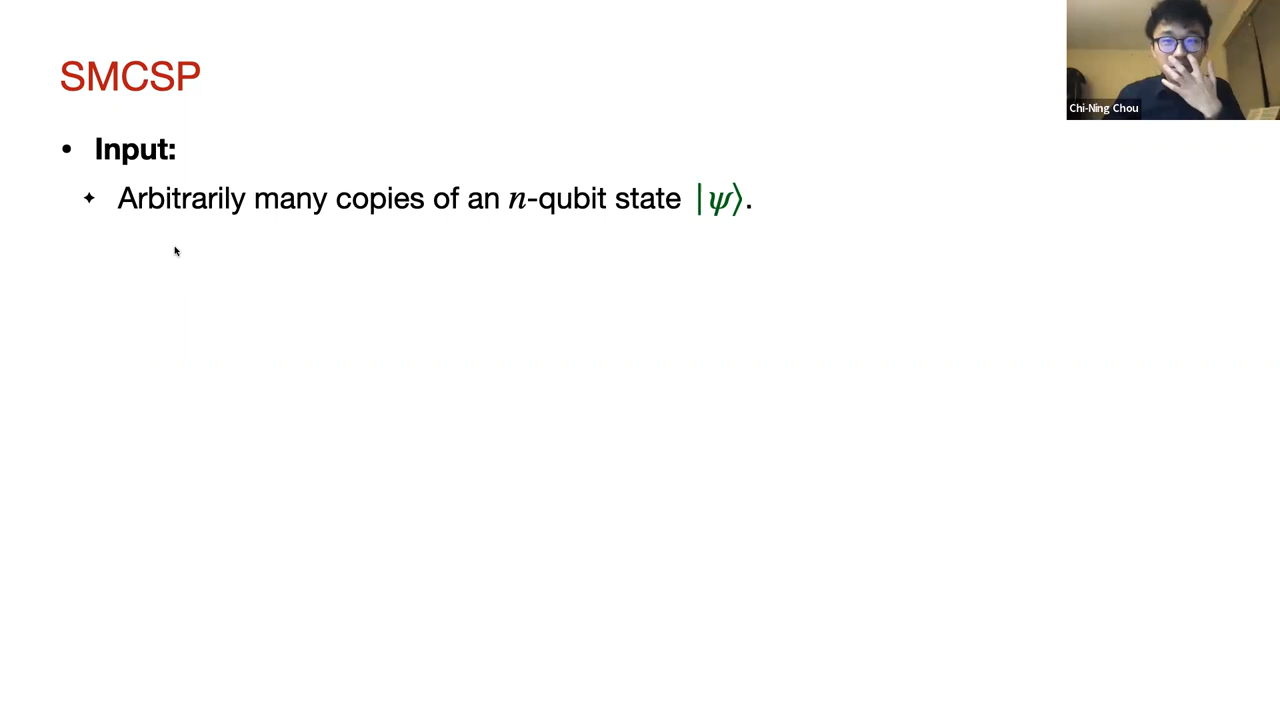 SMCSP
Chi-Ning Chou
• Input:
✦ Arbitrarily many copies of an n-qubit state |ψ⟩.